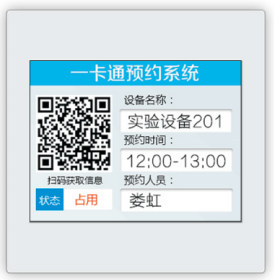 一卡通预约系统
设备名称：
实验设备201
预约时间：
12:00-13:00
预约人员：
娄虹
扫码获取信息
状态 占用